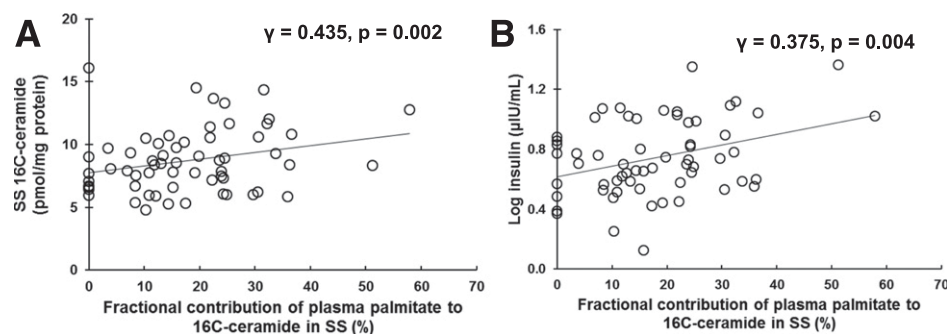 A
γ = 0.435, p = 0.002
20
15
10
5
0
SS 16C-ceramide
(pmol/mg protein)
0 10 20 30 40 50 60 70
Fractional contribution of plasma palmitate to
16C-ceramide in SS (%)
B
γ = 0.375, p = 0.004
1.6
1.2
0.8
0.4
0.0
Log Insulin (µIU/mL)
0 10 20 30 40 50 60 70
Fractional contribution of plasma palmitate to
16C-ceramide in SS (%)